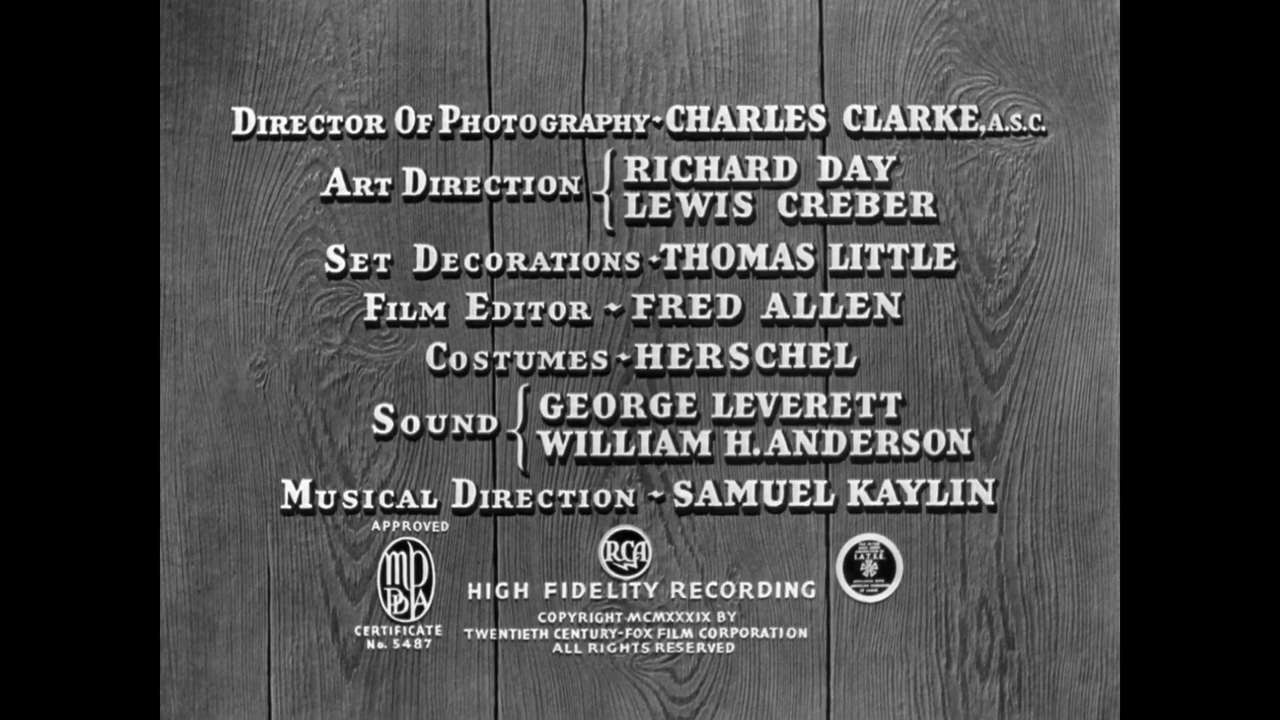 DIRECTOR OF PHOTOGRAPHY - CHARLES CLARKE, A.S.C.
ART DIRECTION { RICHARD DAY
LEWIS CREBER
SET DECORATIONS - THOMAS LITTLE
FILM EDITOR ~ FRED ALLEN
COSTUMES ~ HERSCHEL
SOUND { GEORGE LEVERETT
WILLIAM H. ANDERSON
MUSICAL DIRECTION ~ SAMUEL KAYLIN
APPROVED
MPPDA
CERTIFICATE
No. 5487
RCA
HIGH FIDELITY RECORDING
COPYRIGHT MCMXXXIX BY
TWENTIETH CENTURY-FOX FILM CORPORATION
ALL RIGHTS RESERVED
I.A.T.S.E.